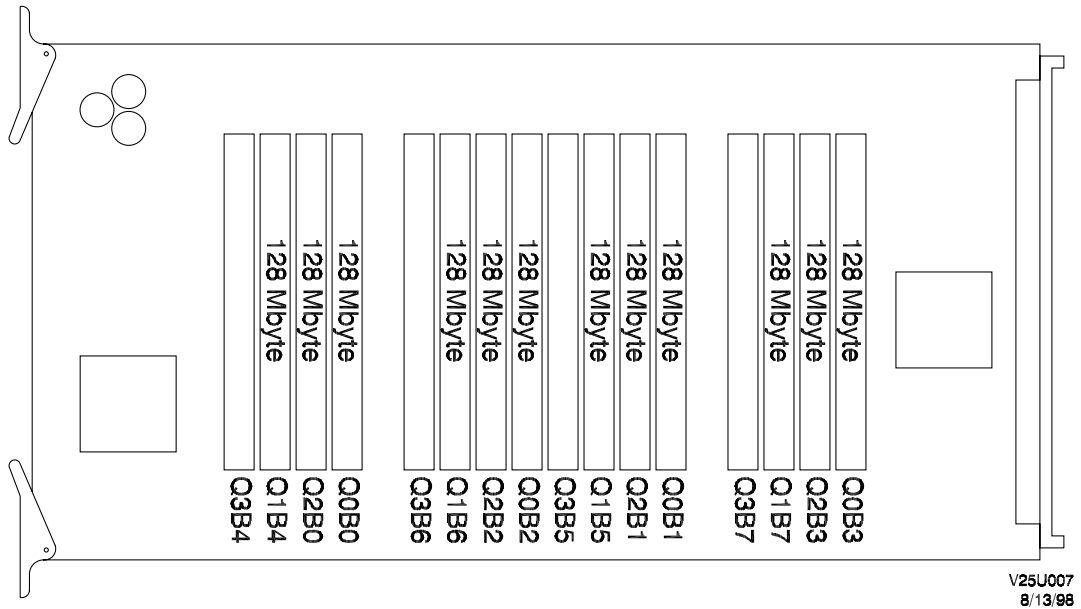 128 Mbyte
128 Mbyte
128 Mbyte
128 Mbyte
128 Mbyte
128 Mbyte
128 Mbyte
128 Mbyte
128 Mbyte
128 Mbyte
128 Mbyte
128 Mbyte
Q3B4
Q1B4
Q2B0
Q0B0
Q3B6
Q1B6
Q2B2
Q0B2
Q3B5
Q1B5
Q2B1
Q0B1
Q3B7
Q1B7
Q2B3
Q0B3
V25U007
8/13/98